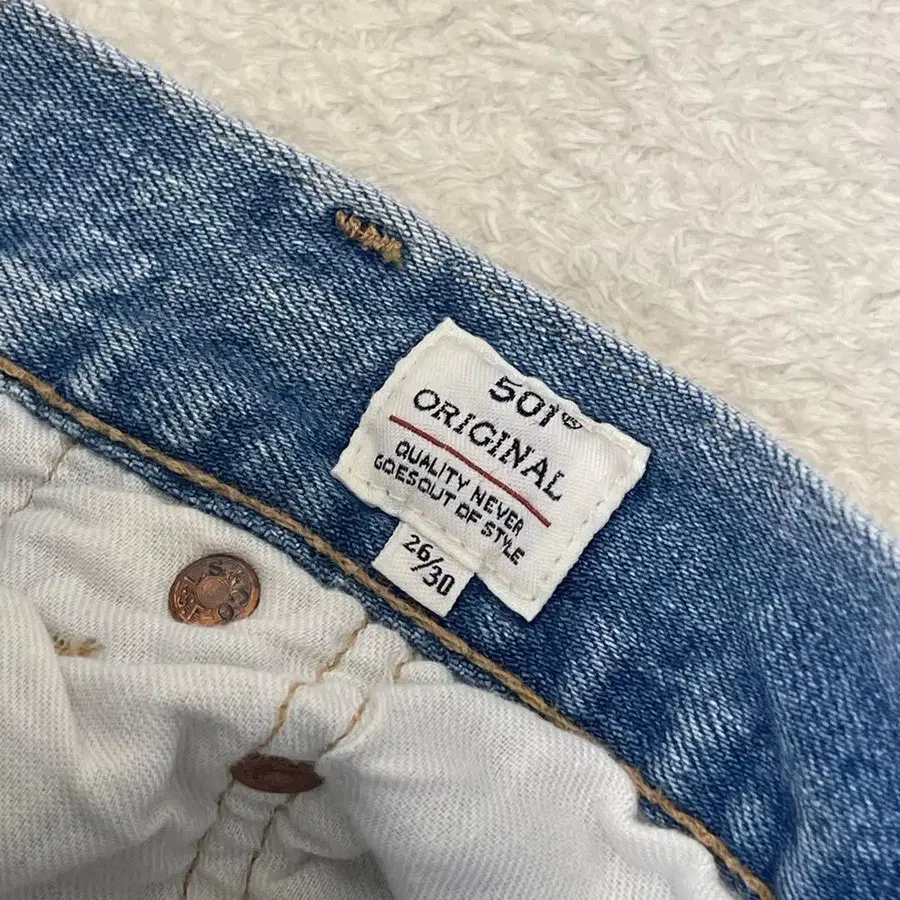 501®
ORIGINAL
QUALITY NEVER
GOES OUT OF STYLE
26/30